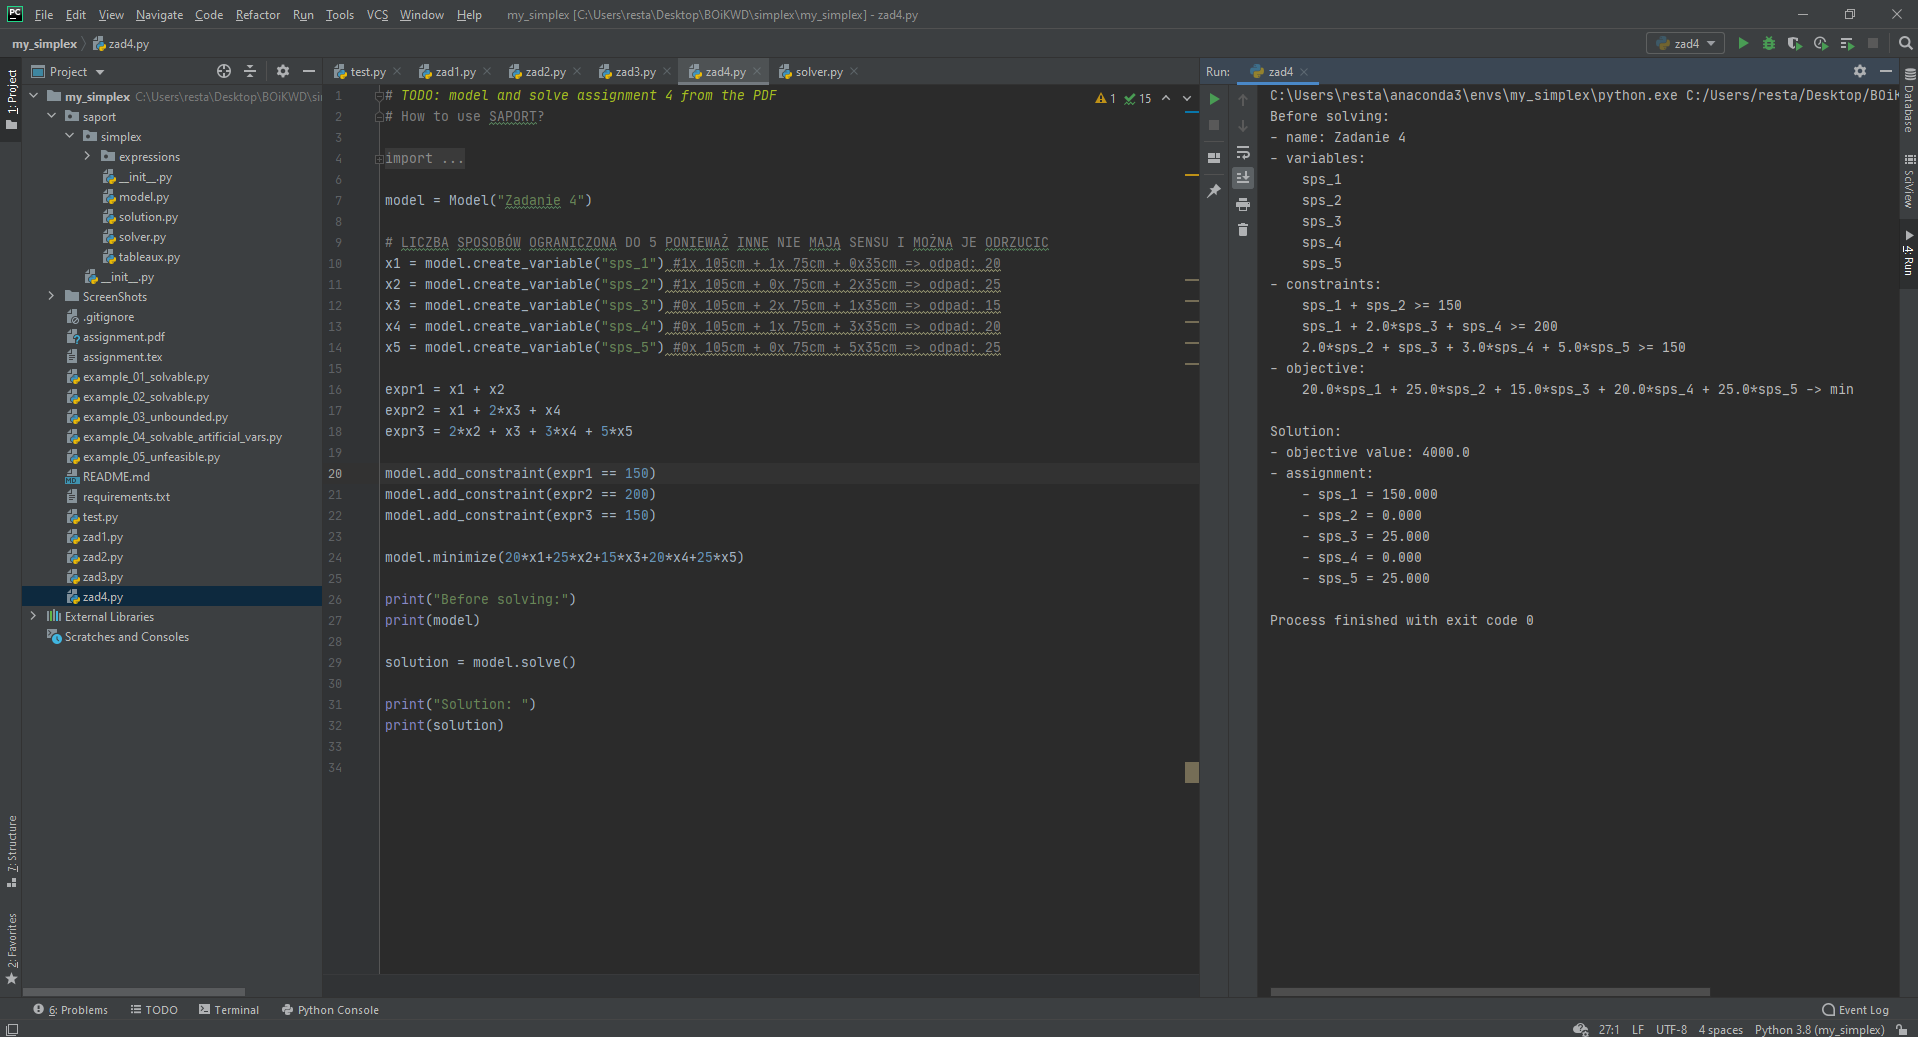 File Edit View Navigate Code Refactor Run Tools VCS Window Help my_simplex [C:\Users\resta\Desktop\BOiKWD\simplex\my_simplex] - zad4.py
my_simplex zad4.py
zad4
1: Project
Project
my_simplex C:\Users\resta\Desktop\BOiKWD\si
saport
simplex
expressions
__init__.py
model.py
solution.py
solver.py
tableaux.py
__init__.py
ScreenShots
.gitignore
assignment.pdf
assignment.tex
example_01_solvable.py
example_02_solvable.py
example_03_unbounded.py
example_04_solvable_artificial_vars.py
example_05_unfeasible.py
README.md
requirements.txt
test.py
zad1.py
zad2.py
zad3.py
zad4.py
External Libraries
Scratches and Consoles
7: Structure
2: Favorites
test.py zad1.py zad2.py zad3.py zad4.py solver.py
1 15
1 # TODO: model and solve assignment 4 from the PDF
2 # How to use SAPORT?
3
4 import ...
6
7 model = Model("Zadanie 4")
8
9 # LICZBA SPOSOBÓW OGRANICZONA DO 5 PONIEWAŻ INNE NIE MAJĄ SENSU I MOŻNA JE ODRZUCIC
10 x1 = model.create_variable("sps_1") #1x 105cm + 1x 75cm + 0x35cm => odpad: 20
11 x2 = model.create_variable("sps_2") #1x 105cm + 0x 75cm + 2x35cm => odpad: 25
12 x3 = model.create_variable("sps_3") #0x 105cm + 2x 75cm + 1x35cm => odpad: 15
13 x4 = model.create_variable("sps_4") #0x 105cm + 1x 75cm + 3x35cm => odpad: 20
14 x5 = model.create_variable("sps_5") #0x 105cm + 0x 75cm + 5x35cm => odpad: 25
15
16 expr1 = x1 + x2
17 expr2 = x1 + 2*x3 + x4
18 expr3 = 2*x2 + x3 + 3*x4 + 5*x5
19
20 model.add_constraint(expr1 == 150)
21 model.add_constraint(expr2 == 200)
22 model.add_constraint(expr3 == 150)
23
24 model.minimize(20*x1+25*x2+15*x3+20*x4+25*x5)
25
26 print("Before solving:")
27 print(model)
28
29 solution = model.solve()
30
31 print("Solution: ")
32 print(solution)
33
34
Run: zad4
C:\Users\resta\anaconda3\envs\my_simplex\python.exe C:/Users/resta/Desktop/BOiK
Before solving:
- name: Zadanie 4
- variables:
sps_1
sps_2
sps_3
sps_4
sps_5
- constraints:
sps_1 + sps_2 >= 150
sps_1 + 2.0*sps_3 + sps_4 >= 200
2.0*sps_2 + sps_3 + 3.0*sps_4 + 5.0*sps_5 >= 150
- objective:
20.0*sps_1 + 25.0*sps_2 + 15.0*sps_3 + 20.0*sps_4 + 25.0*sps_5 -> min
Solution:
- objective value: 4000.0
- assignment:
- sps_1 = 150.000
- sps_2 = 0.000
- sps_3 = 25.000
- sps_4 = 0.000
- sps_5 = 25.000
Process finished with exit code 0
Database
SciView
4: Run
6: Problems TODO Terminal Python Console Event Log
27:1 LF UTF-8 4 spaces Python 3.8 (my_simplex)